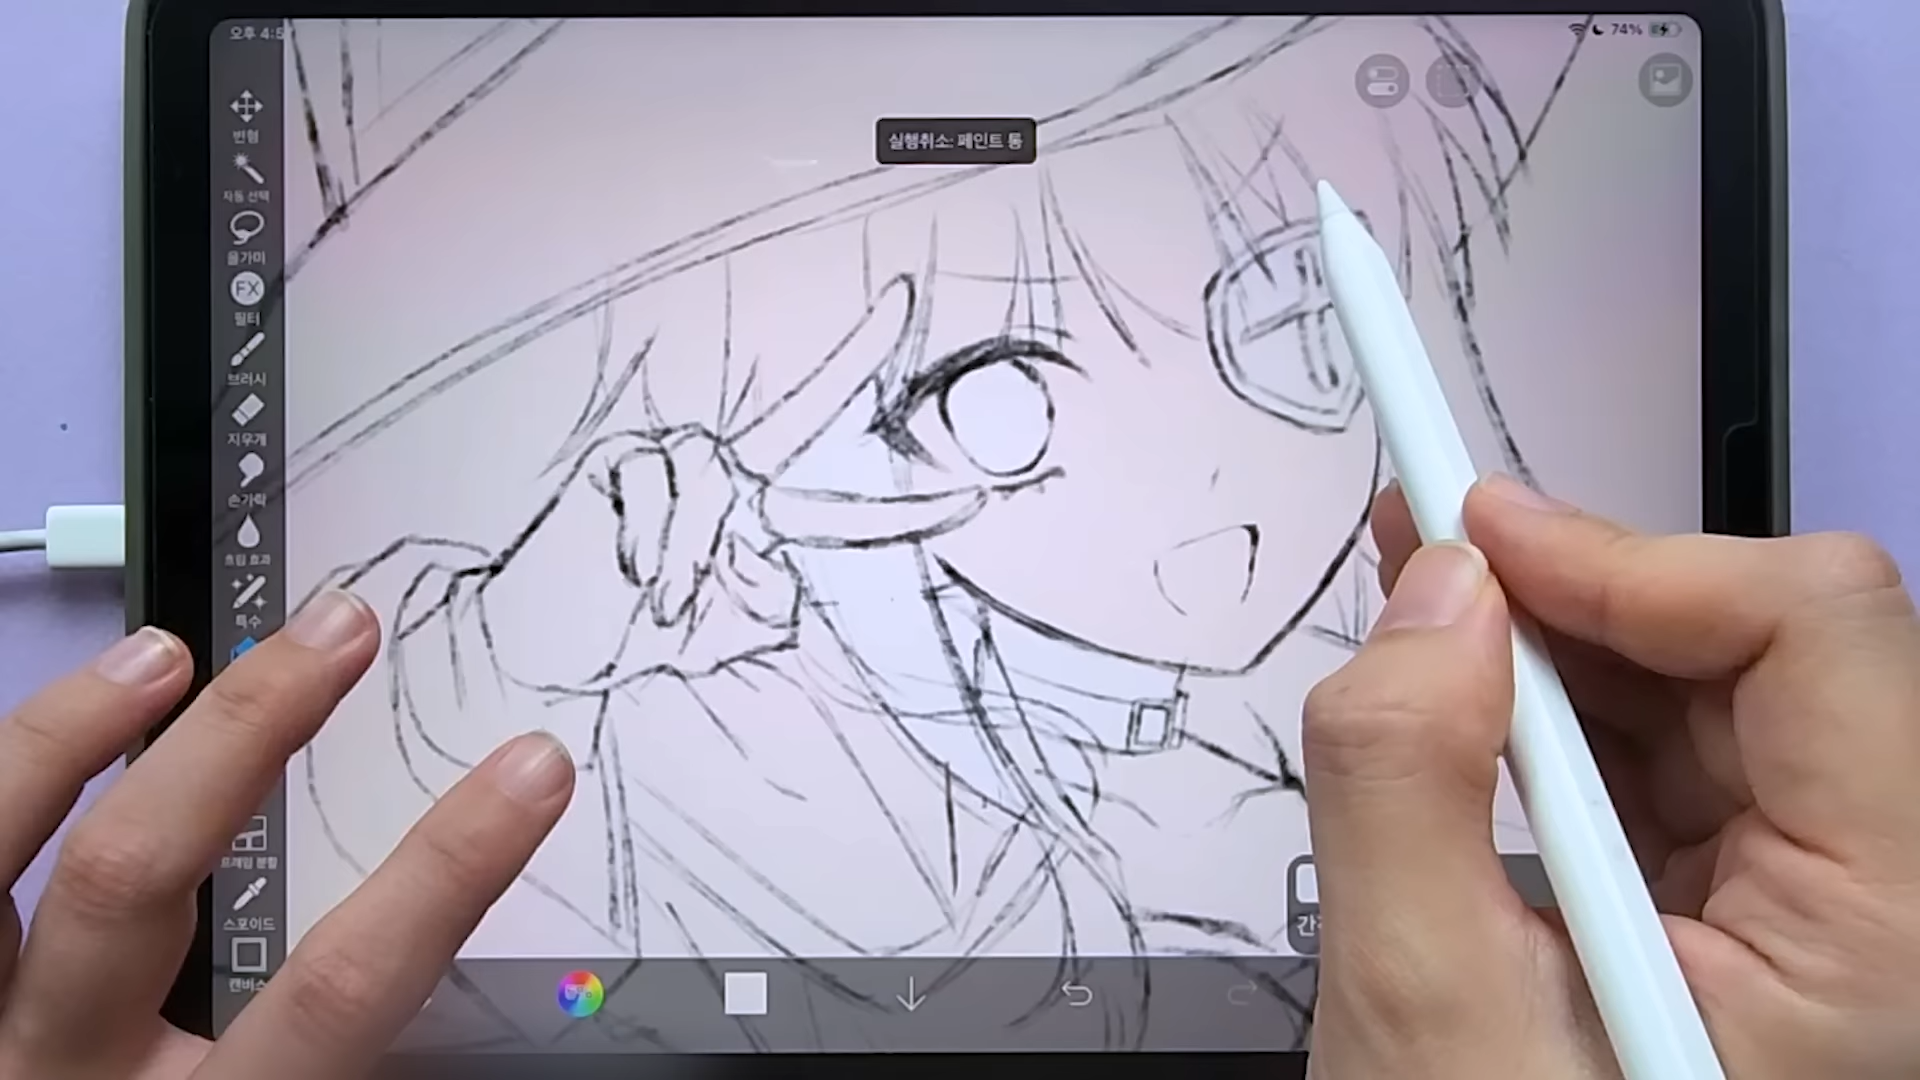 오후 4:5
74%
변형
자동 선택
올가미
FX
필터
브러시
지우개
손가락
흐림 효과
특수
프레임 분할
스포이드
캔버스
실행취소: 페인트 통